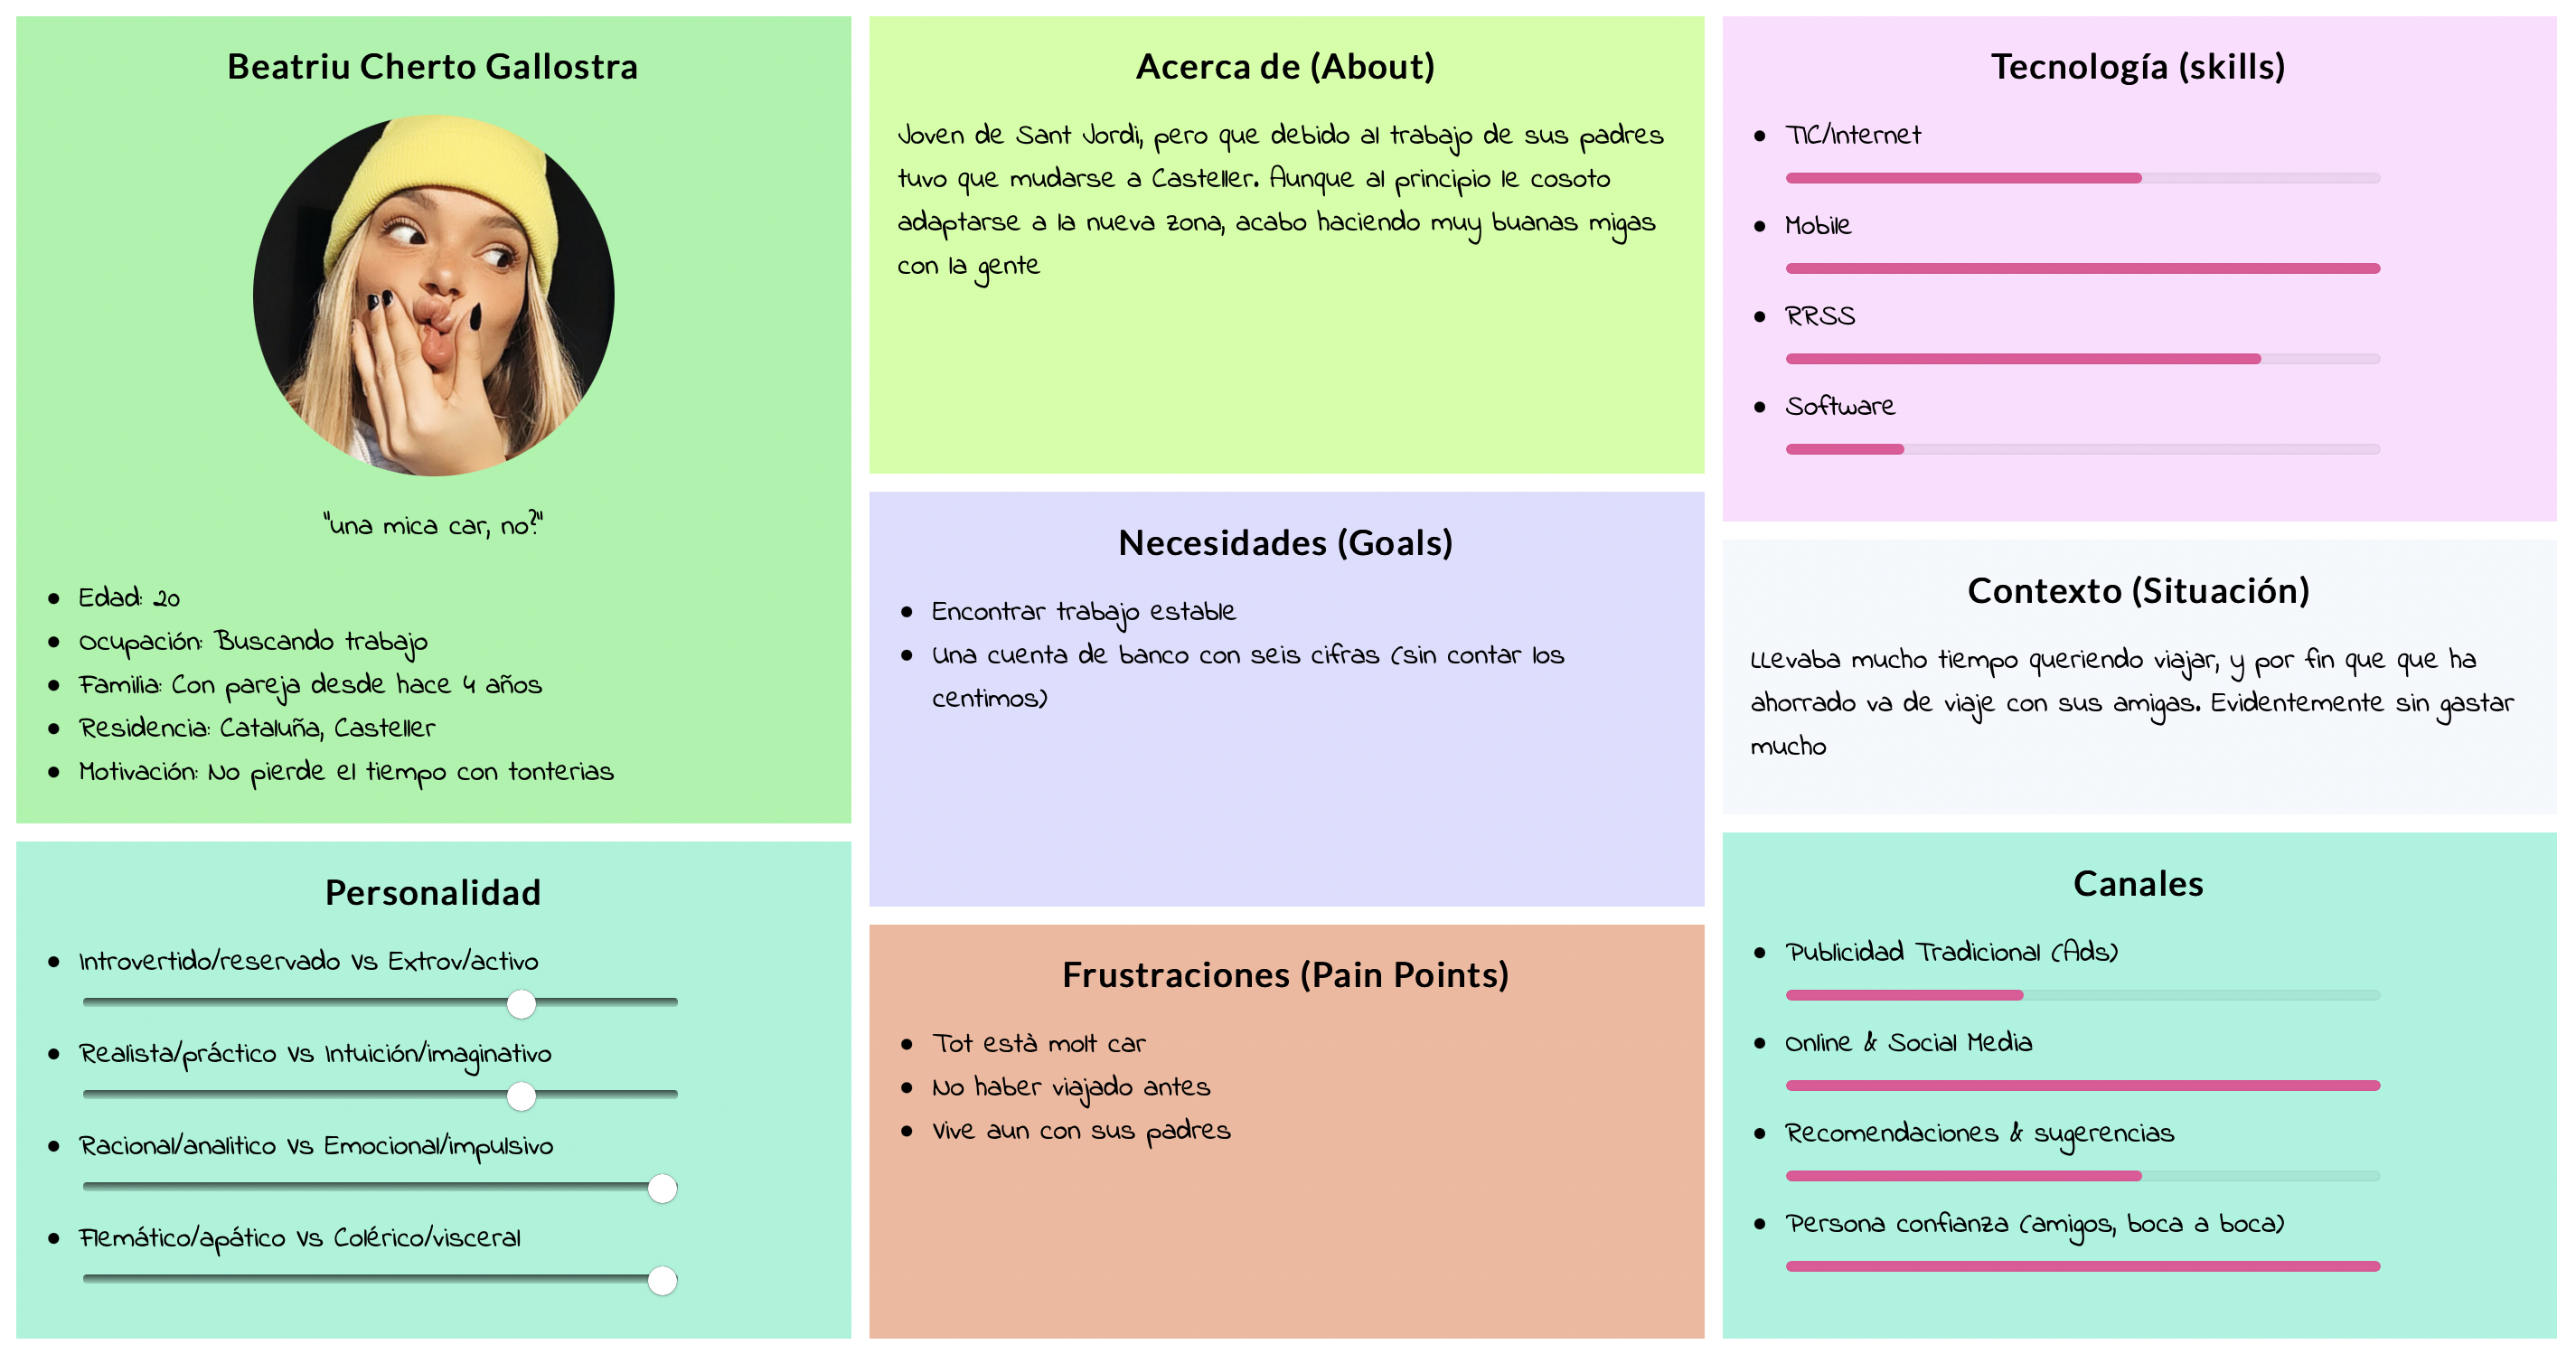 Beatriu Cherto Gallostra
"una mica car, no?"
Edad: 20
Ocupación: Buscando trabajo
Familia: Con pareja desde hace 4 años
Residencia: Cataluña, Casteller
Motivación: No pierde el tiempo con tonterias
Personalidad
Introvertido/reservado Vs Extrov/activo
Realista/práctico Vs Intuición/imaginativo
Racional/analitico Vs Emocional/impulsivo
Flemático/apático Vs Colérico/visceral
Acerca de (About)
Joven de Sant Jordi, pero que debido al trabajo de sus padres
tuvo que mudarse a Casteller. Aunque al principio le cosoto
adaptarse a la nueva zona, acabo haciendo muy buanas migas
con la gente
Necesidades (Goals)
Encontrar trabajo estable
Una cuenta de banco con seis cifras (sin contar los
centimos)
Frustraciones (Pain Points)
Tot està molt car
No haber viajado antes
Vive aun con sus padres
Tecnología (skills)
TIC/Internet
Mobile
RRSS
Software
Contexto (Situación)
LLevaba mucho tiempo queriendo viajar, y por fin que que ha
ahorrado va de viaje con sus amigas. Evidentemente sin gastar
mucho
Canales
Publicidad Tradicional (Ads)
Online & Social Media
Recomendaciones & sugerencias
Persona confianza (amigos, boca a boca)